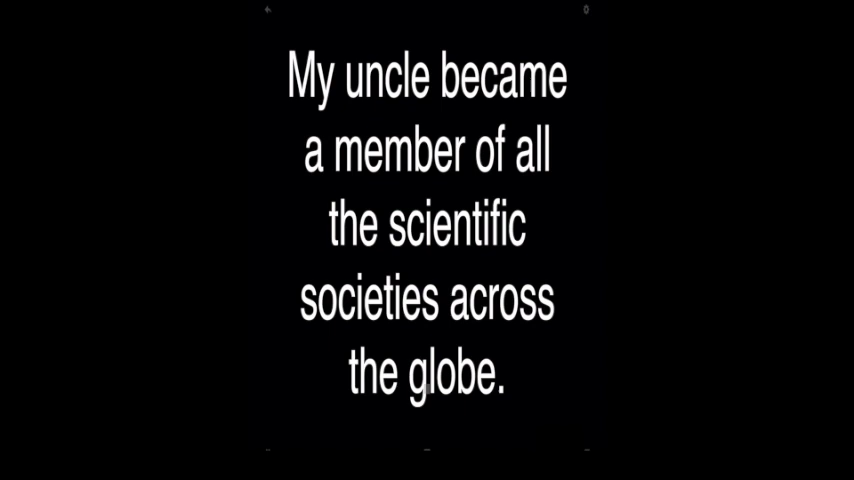 My uncle became
a member of all
the scientific
societies across
the globe.